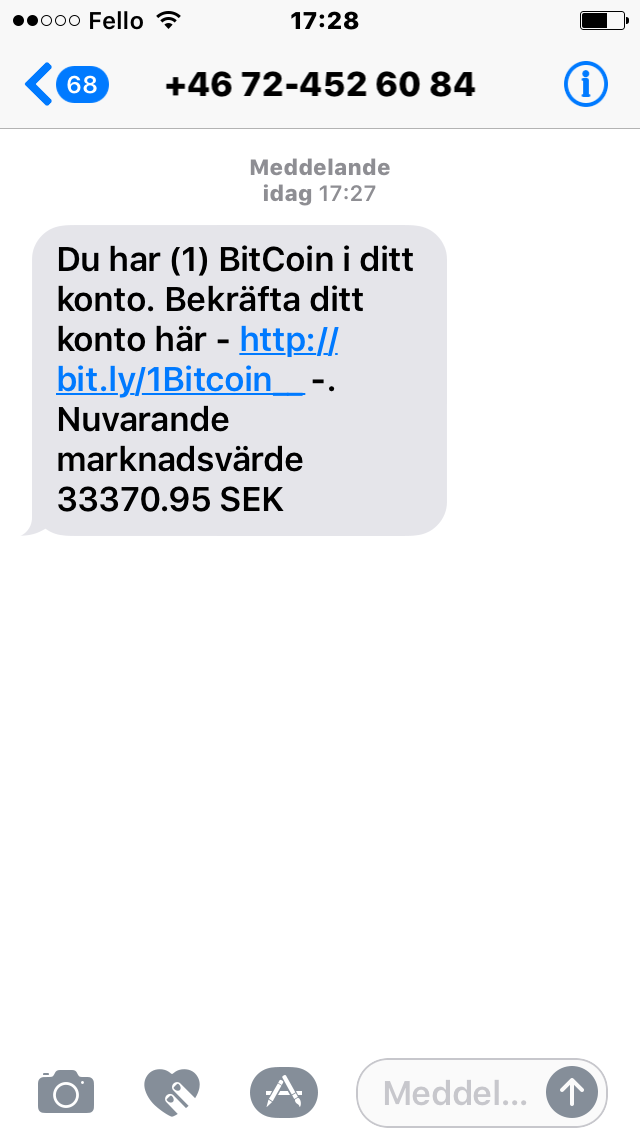 Fello 17:28
68 +46 72-452 60 84
Meddelande
idag 17:27
Du har (1) BitCoin i ditt
konto. Bekräfta ditt
konto här - http://
bit.ly/1Bitcoin__ -.
Nuvarande
marknadsvärde
33370.95 SEK
Meddel...